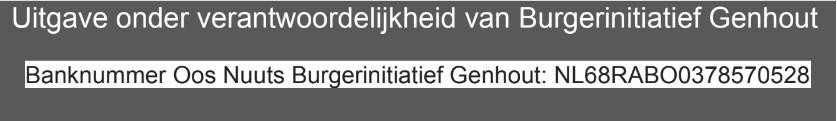 Uitgave onder verantwoordelijkheid van Burgerinitiatief Genhout
Banknummer Oos Nuuts Burgerinitiatief Genhout: NL68RABO0378570528